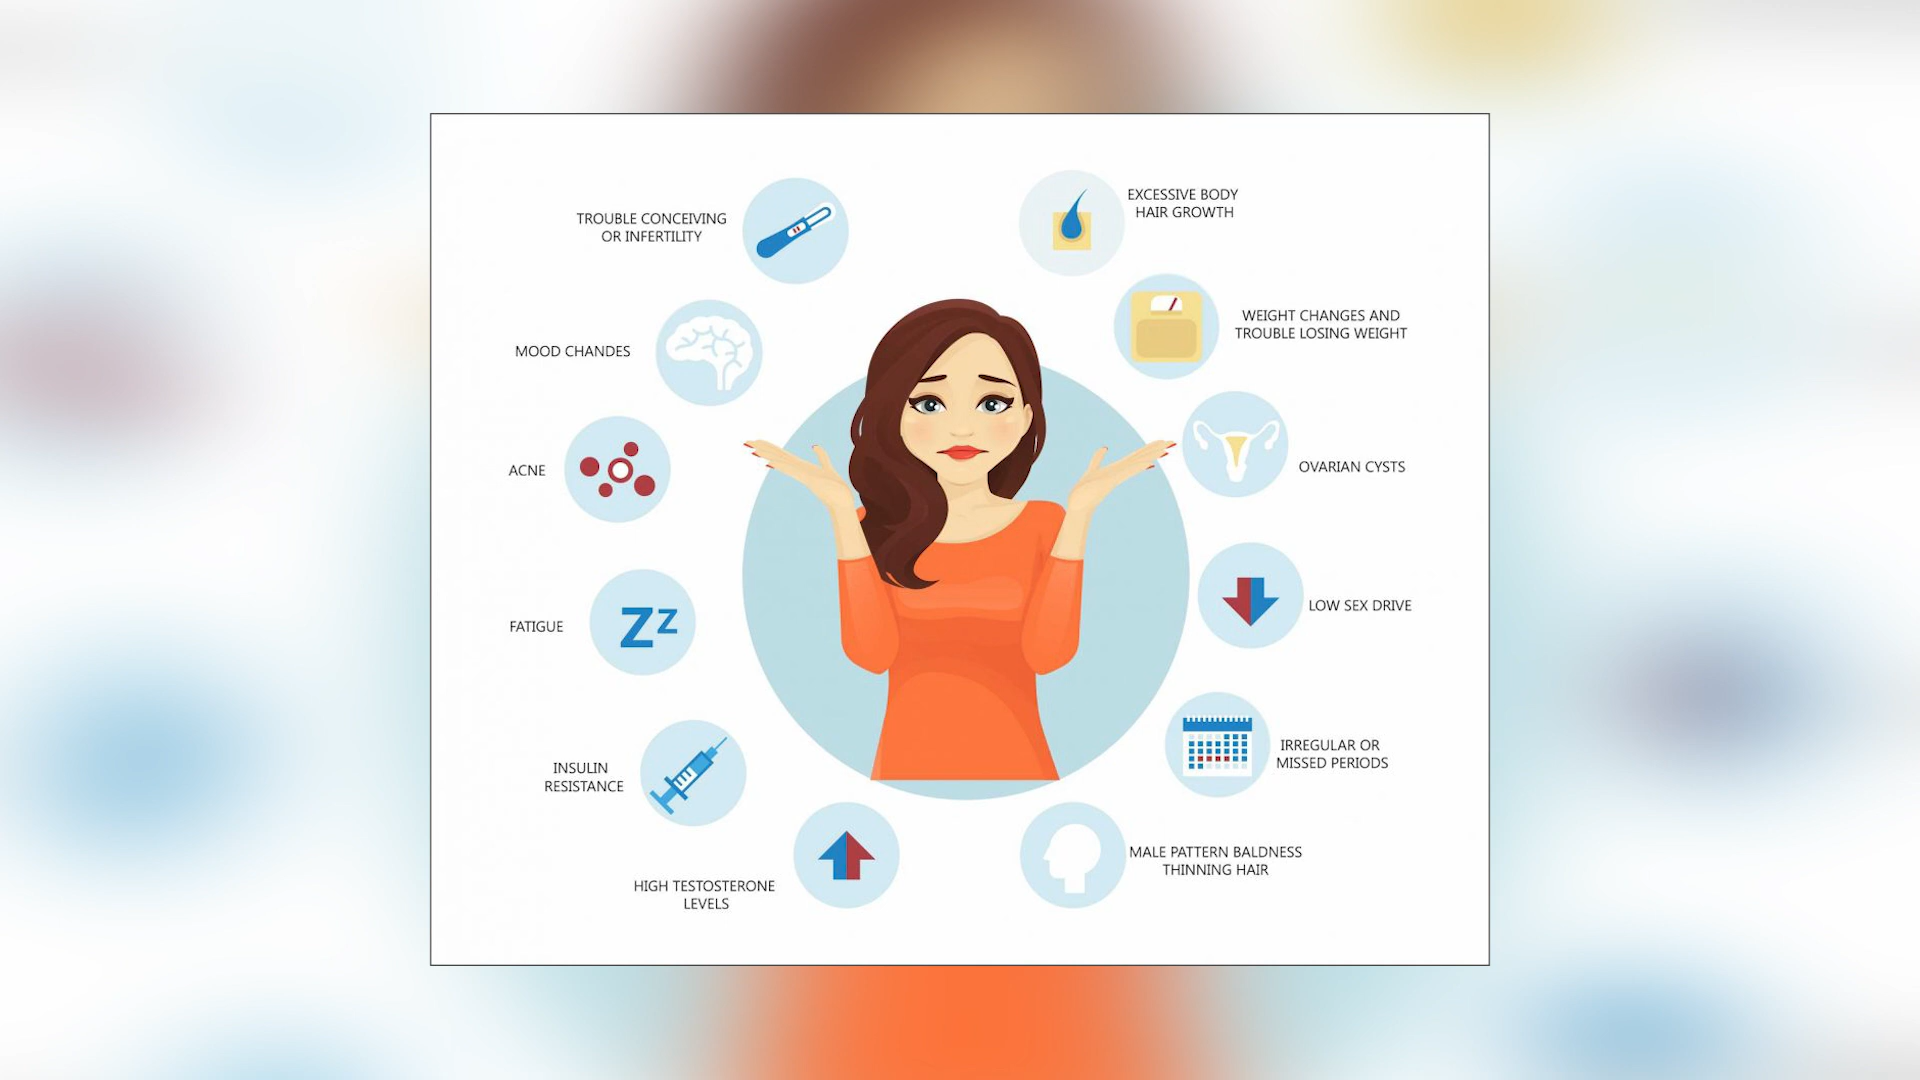 TROUBLE CONCEIVING
OR INFERTILITY
EXCESSIVE BODY
HAIR GROWTH
MOOD CHANDES
WEIGHT CHANGES AND
TROUBLE LOSING WEIGHT
ACNE
OVARIAN CYSTS
FATIGUE
ZZ
LOW SEX DRIVE
INSULIN
RESISTANCE
IRREGULAR OR
MISSED PERIODS
HIGH TESTOSTERONE
LEVELS
MALE PATTERN BALDNESS
THINNING HAIR